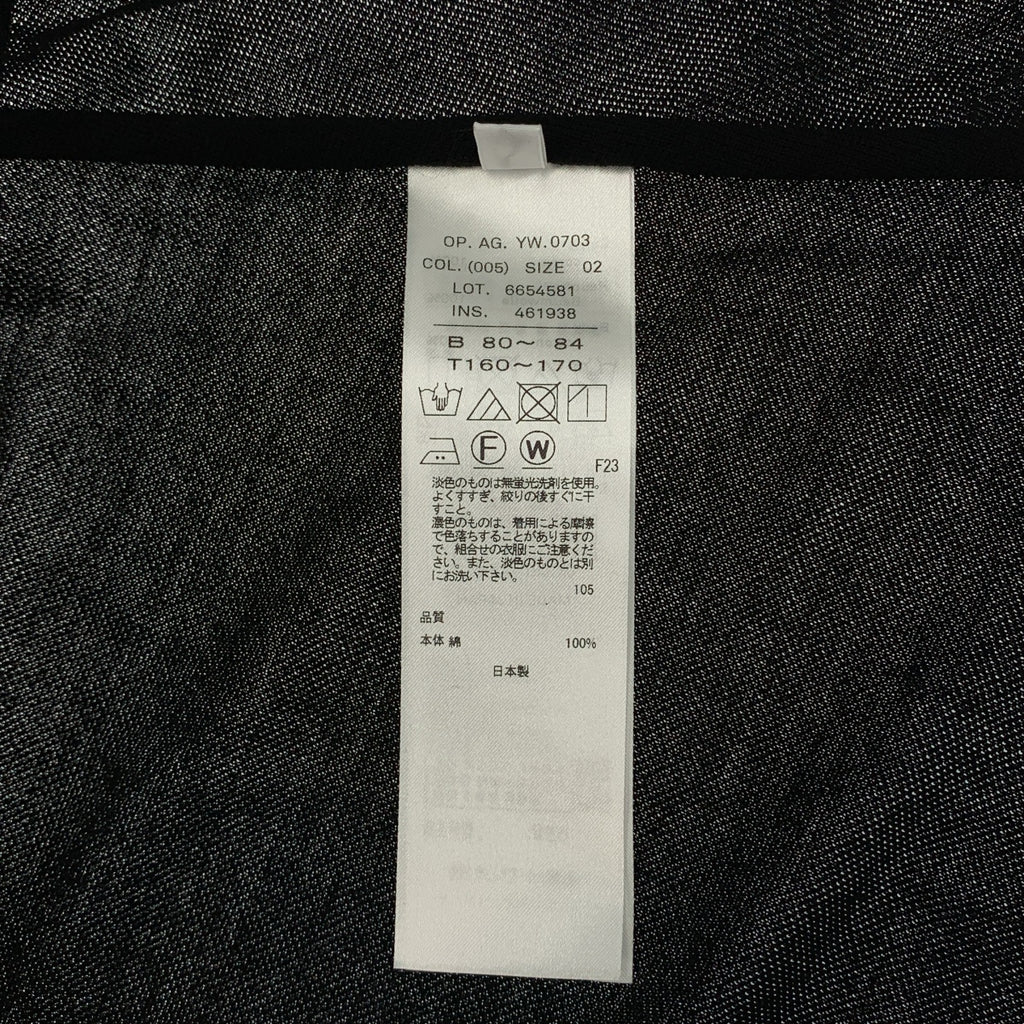 OP. AG. YW. 0703
COL. (005) SIZE 02
LOT. 6654581
INS. 461938
B 80〜 84
T160〜170
F W
F23
淡色のものは無蛍光洗剤を使用。
よくすすぎ、絞りの後すぐに干
すこと。
濃色のものは、着用による摩擦
で色落ちすることがありますの
で、組合せの衣服にご注意くだ
さい。また、淡色のものとは別
にお洗い下さい。
105
品質
本体 綿 100%
日本製